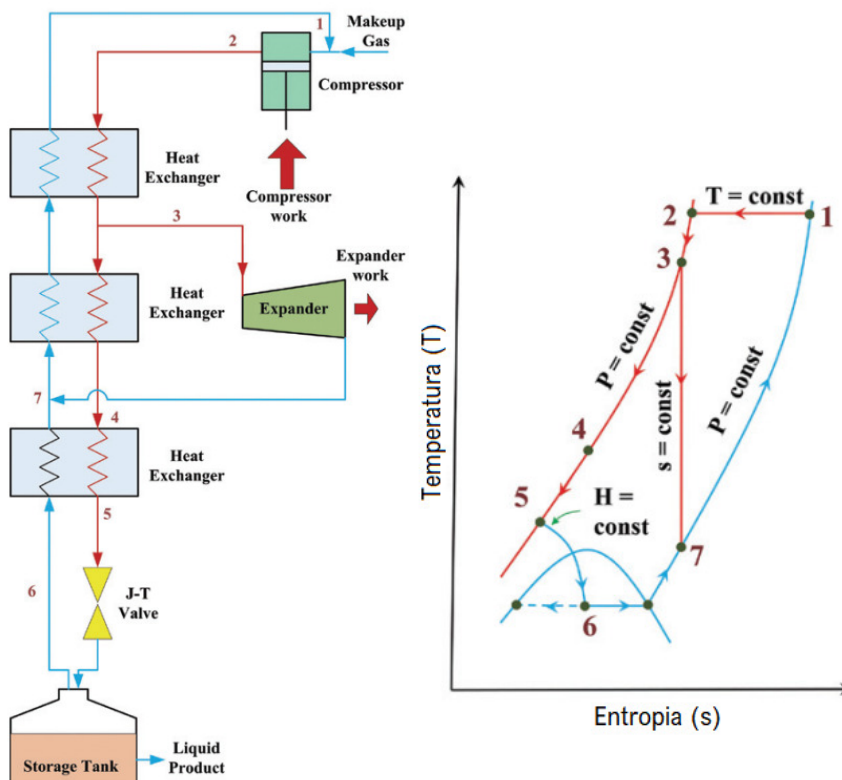 1
Makeup
Gas
2
Compressor
Heat
Exchanger
Compressor
work
3
Expander
work
Heat
Exchanger
Expander
7
4
Heat
Exchanger
5
6
J-T
Valve
Storage Tank
Liquid
Product
Temperatura (T)
T = const
2
1
3
P = const
s = const
P = const
4
5
H =
const
7
6
Entropia (s)